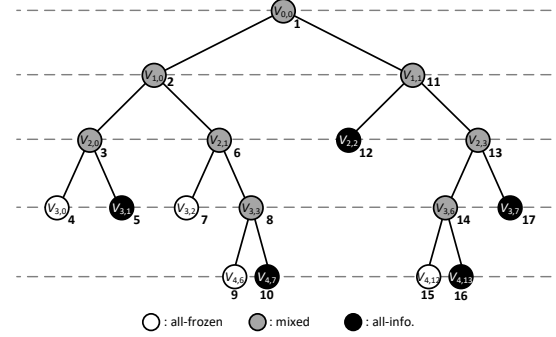 V0,0
1
V1,0 2 V1,1 11
V2,0 3 V2,1 6 V2,2 12 V2,3 13
V3,0 4 V3,1 5 V3,2 7 V3,3 8 V3,6 14 V3,7 17
V4,6 9 V4,7 10 V4,12 15 V4,13 16
: all-frozen : mixed : all-info.